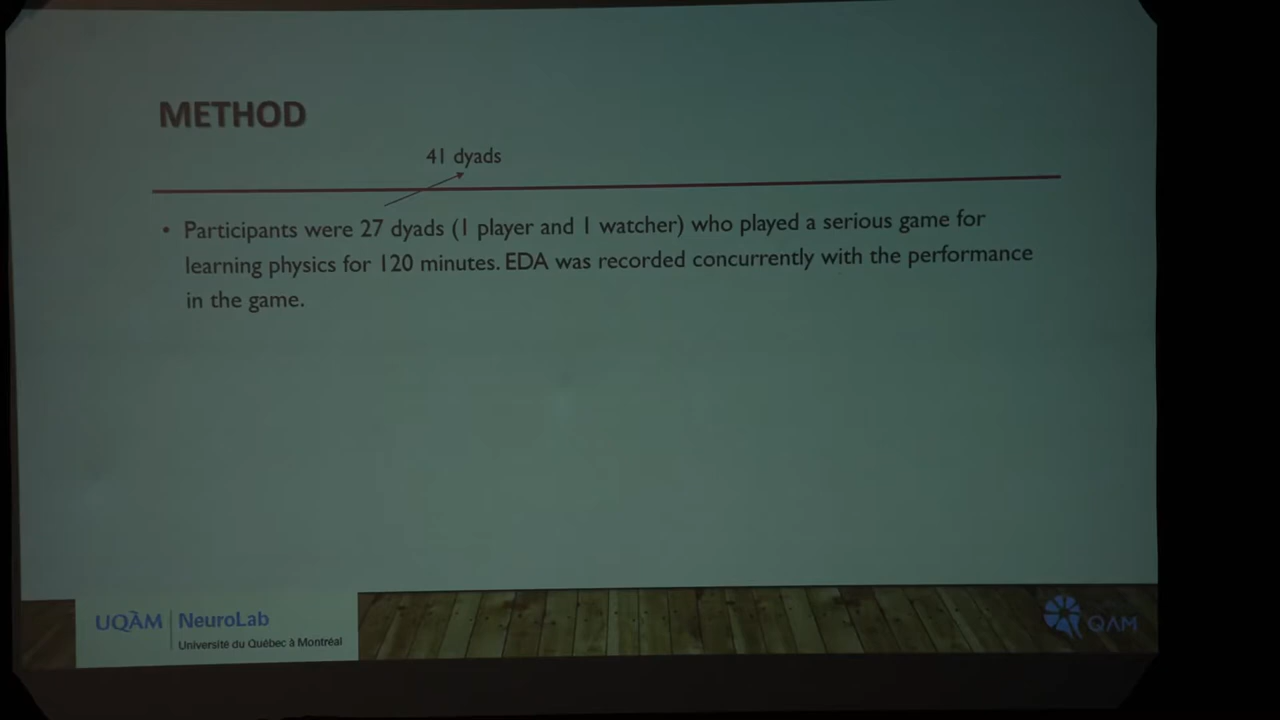 METHOD
41 dyads
• Participants were 27 dyads (1 player and 1 watcher) who played a serious game for
learning physics for 120 minutes. EDA was recorded concurrently with the performance
in the game.
UQÀM NeuroLab
Université du Québec à Montréal
QAM